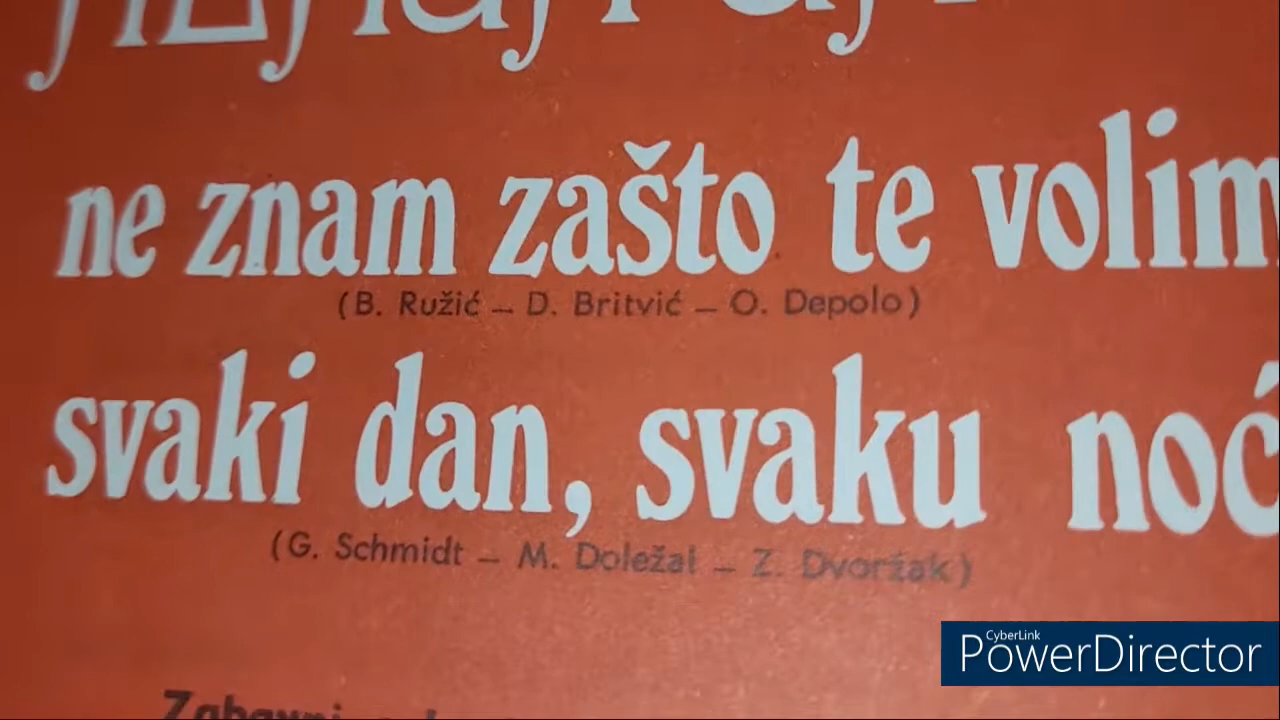 ne znam zašto te volim
(B. Ružić – D. Britvić – O. Depolo)
svaki dan, svaku noć
(G. Schmidt – M. Doležal – Z. Dvoržak)
CyberLink
PowerDirector